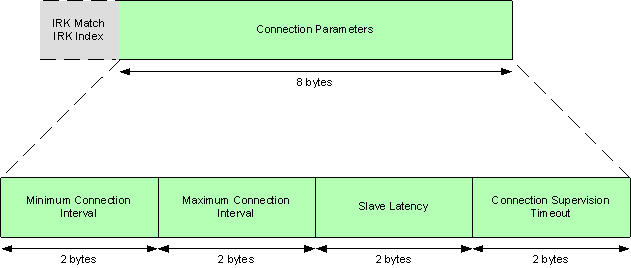 IRK Match
IRK Index
Connection Parameters
8 bytes
Minimum Connection
Interval
Maximum Connection
Interval
Slave Latency
Connection Supervision
Timeout
2 bytes
2 bytes
2 bytes
2 bytes